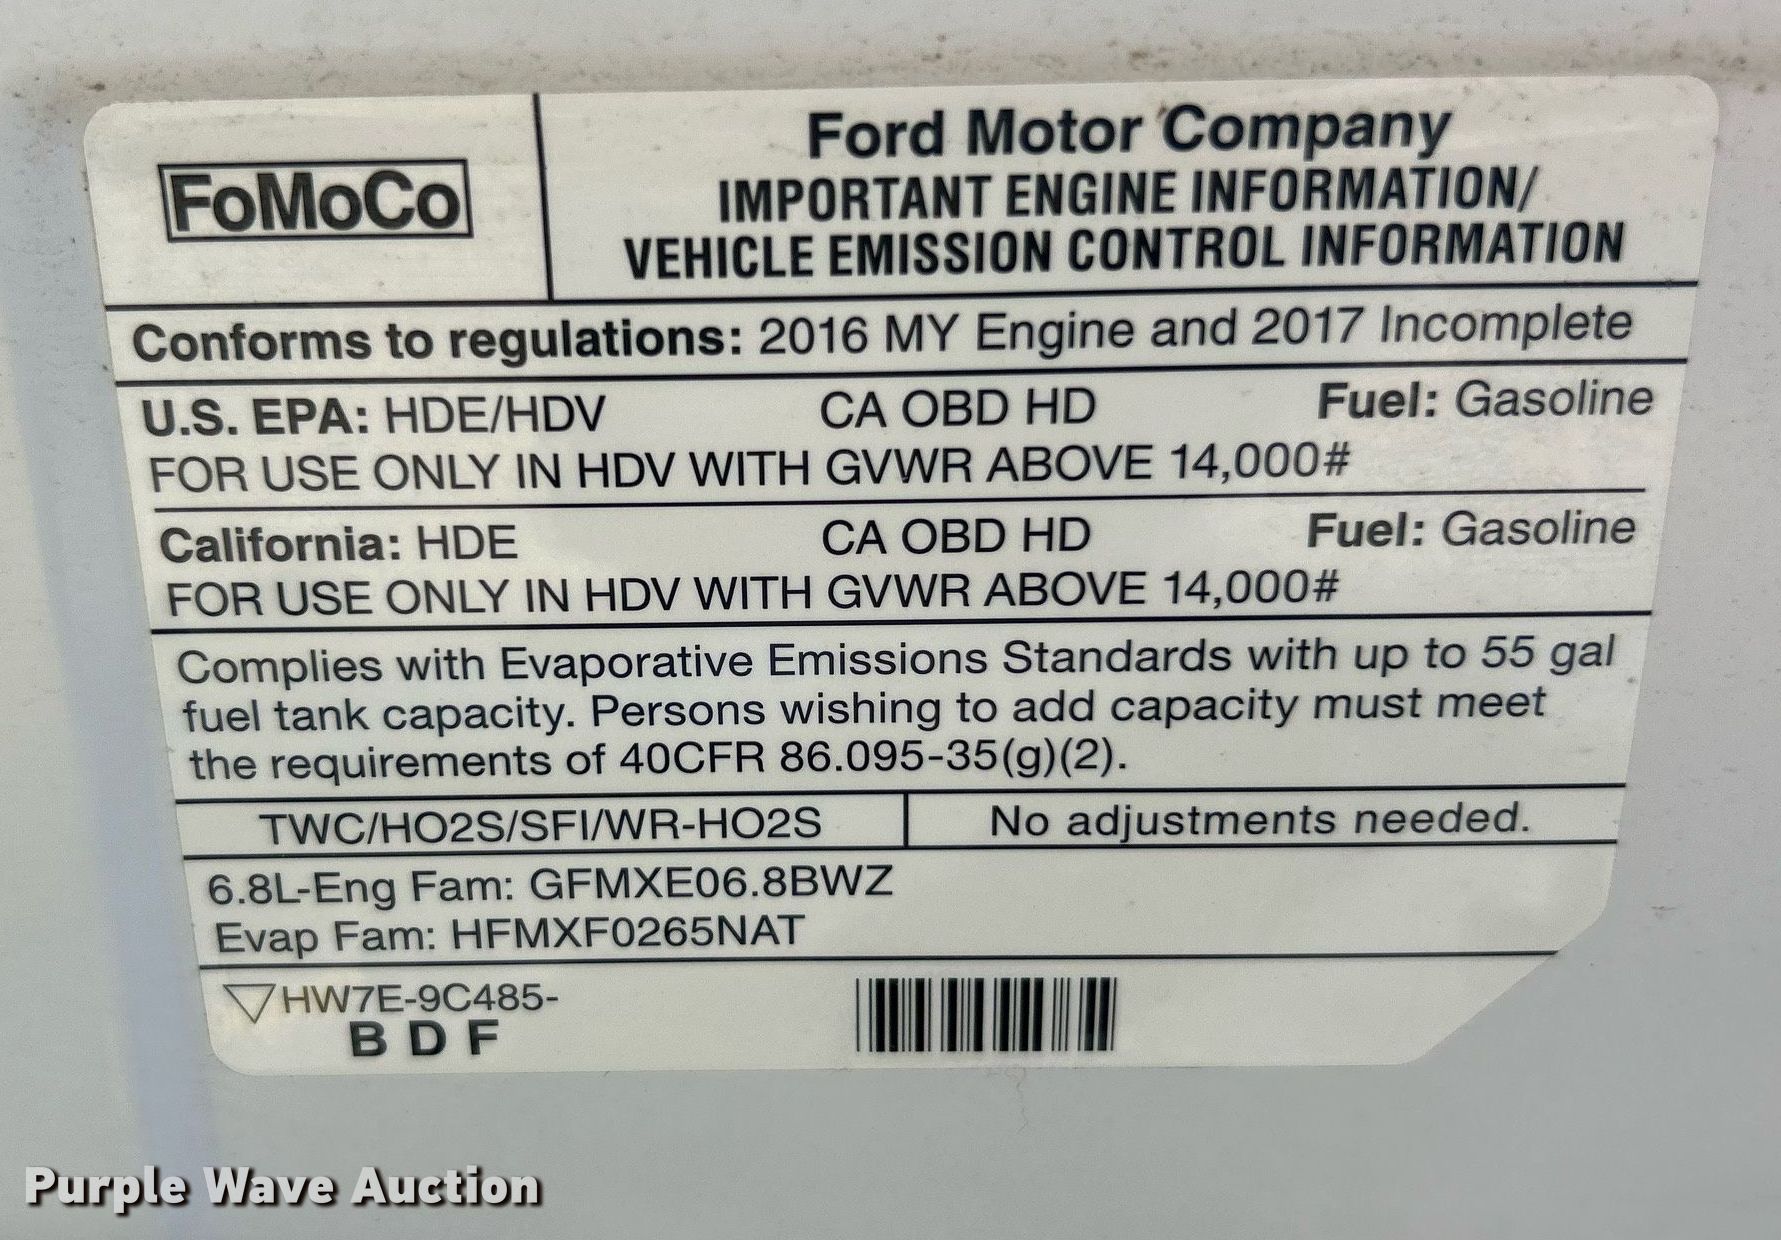 FoMoCo
Ford Motor Company
IMPORTANT ENGINE INFORMATION/
VEHICLE EMISSION CONTROL INFORMATION
Conforms to regulations: 2016 MY Engine and 2017 Incomplete
U.S. EPA: HDE/HDV CA OBD HD Fuel: Gasoline
FOR USE ONLY IN HDV WITH GVWR ABOVE 14,000#
California: HDE CA OBD HD Fuel: Gasoline
FOR USE ONLY IN HDV WITH GVWR ABOVE 14,000#
Complies with Evaporative Emissions Standards with up to 55 gal
fuel tank capacity. Persons wishing to add capacity must meet
the requirements of 40CFR 86.095-35(g)(2).
TWC/HO2S/SFI/WR-HO2S No adjustments needed.
6.8L-Eng Fam: GFMXE06.8BWZ
Evap Fam: HFMXF0265NAT
HW7E-9C485-
B D F
Purple Wave Auction